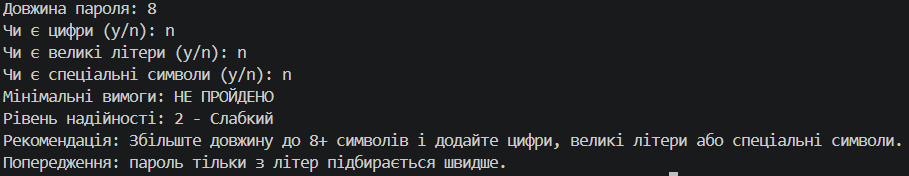 Довжина пароля: 8
Чи є цифри (y/n): n
Чи є великі літери (y/n): n
Чи є спеціальні символи (y/n): n
Мінімальні вимоги: НЕ ПРОЙДЕНО
Рівень надійності: 2 - Слабкий
Рекомендація: Збільште довжину до 8+ символів і додайте цифри, великі літери або спеціальні символи.
Попередження: пароль тільки з літер підбирається швидше.